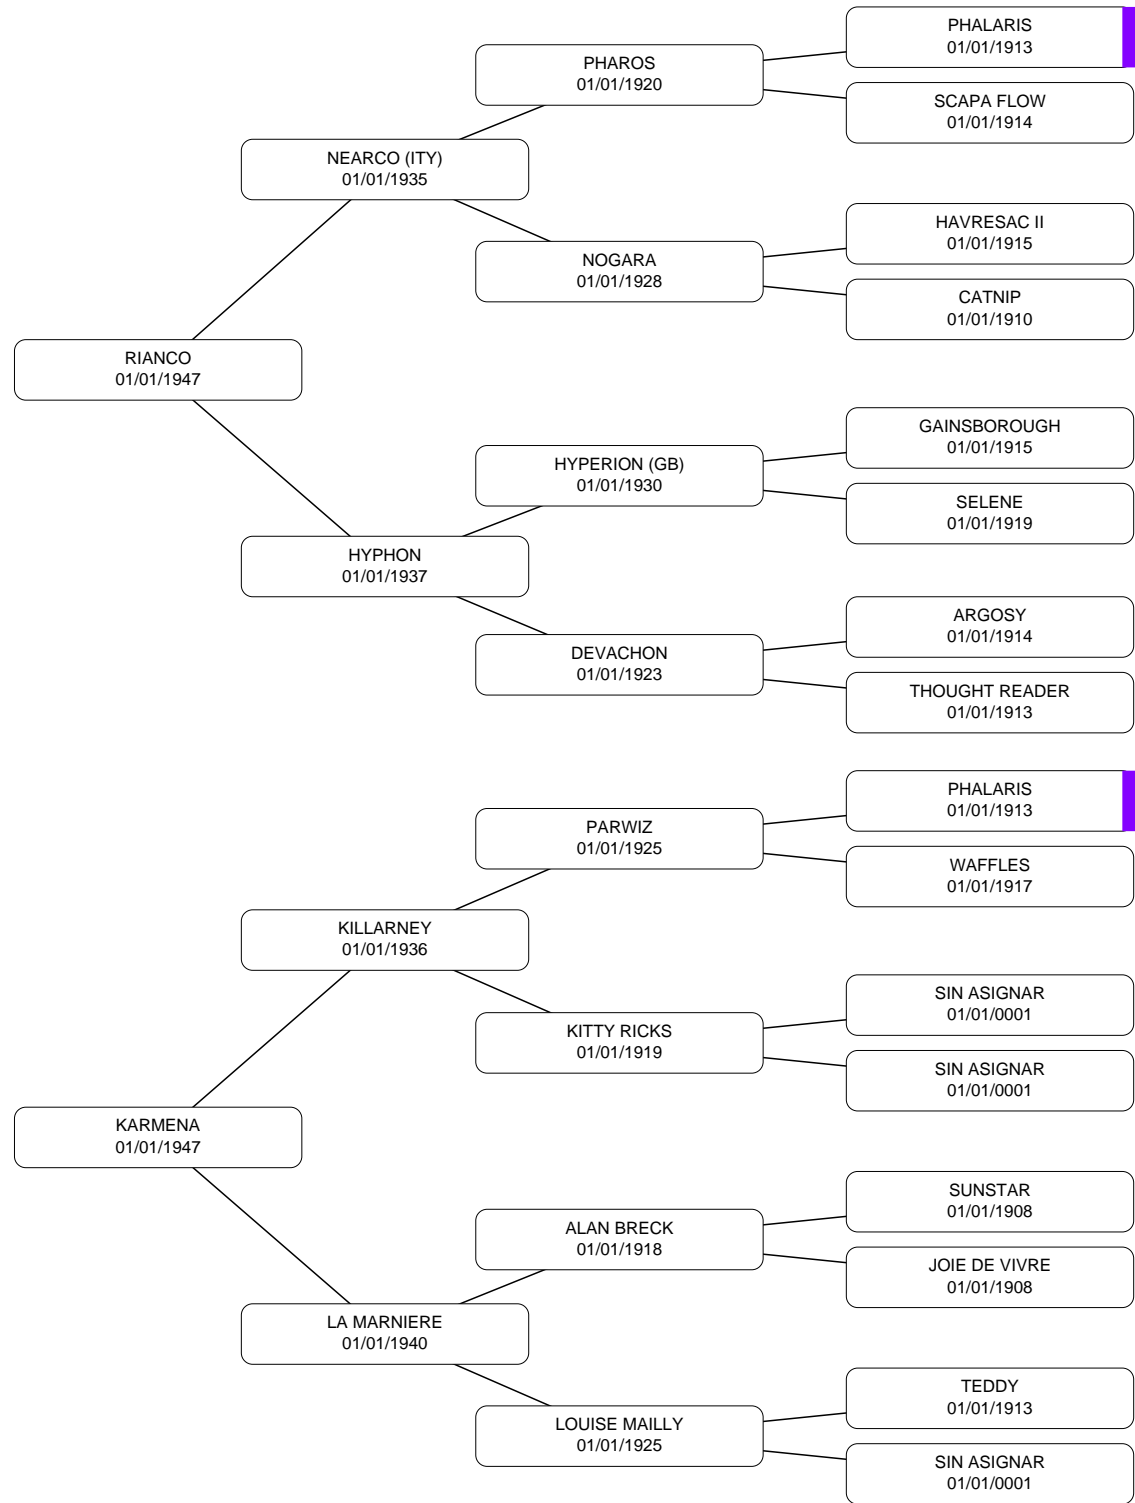 PHALARIS
01/01/1913
PHAROS
01/01/1920
SCAPA FLOW
01/01/1914
NEARCO (ITY)
01/01/1935
HAVRESAC II
01/01/1915
NOGARA
01/01/1928
CATNIP
01/01/1910
RIANCO
01/01/1947
GAINSBOROUGH
01/01/1915
HYPERION (GB)
01/01/1930
SELENE
01/01/1919
HYPHON
01/01/1937
ARGOSY
01/01/1914
DEVACHON
01/01/1923
THOUGHT READER
01/01/1913
PHALARIS
01/01/1913
PARWIZ
01/01/1925
WAFFLES
01/01/1917
KILLARNEY
01/01/1936
SIN ASIGNAR
01/01/0001
KITTY RICKS
01/01/1919
SIN ASIGNAR
01/01/0001
KARMENA
01/01/1947
SUNSTAR
01/01/1908
ALAN BRECK
01/01/1918
JOIE DE VIVRE
01/01/1908
LA MARNIERE
01/01/1940
TEDDY
01/01/1913
LOUISE MAILLY
01/01/1925
SIN ASIGNAR
01/01/0001